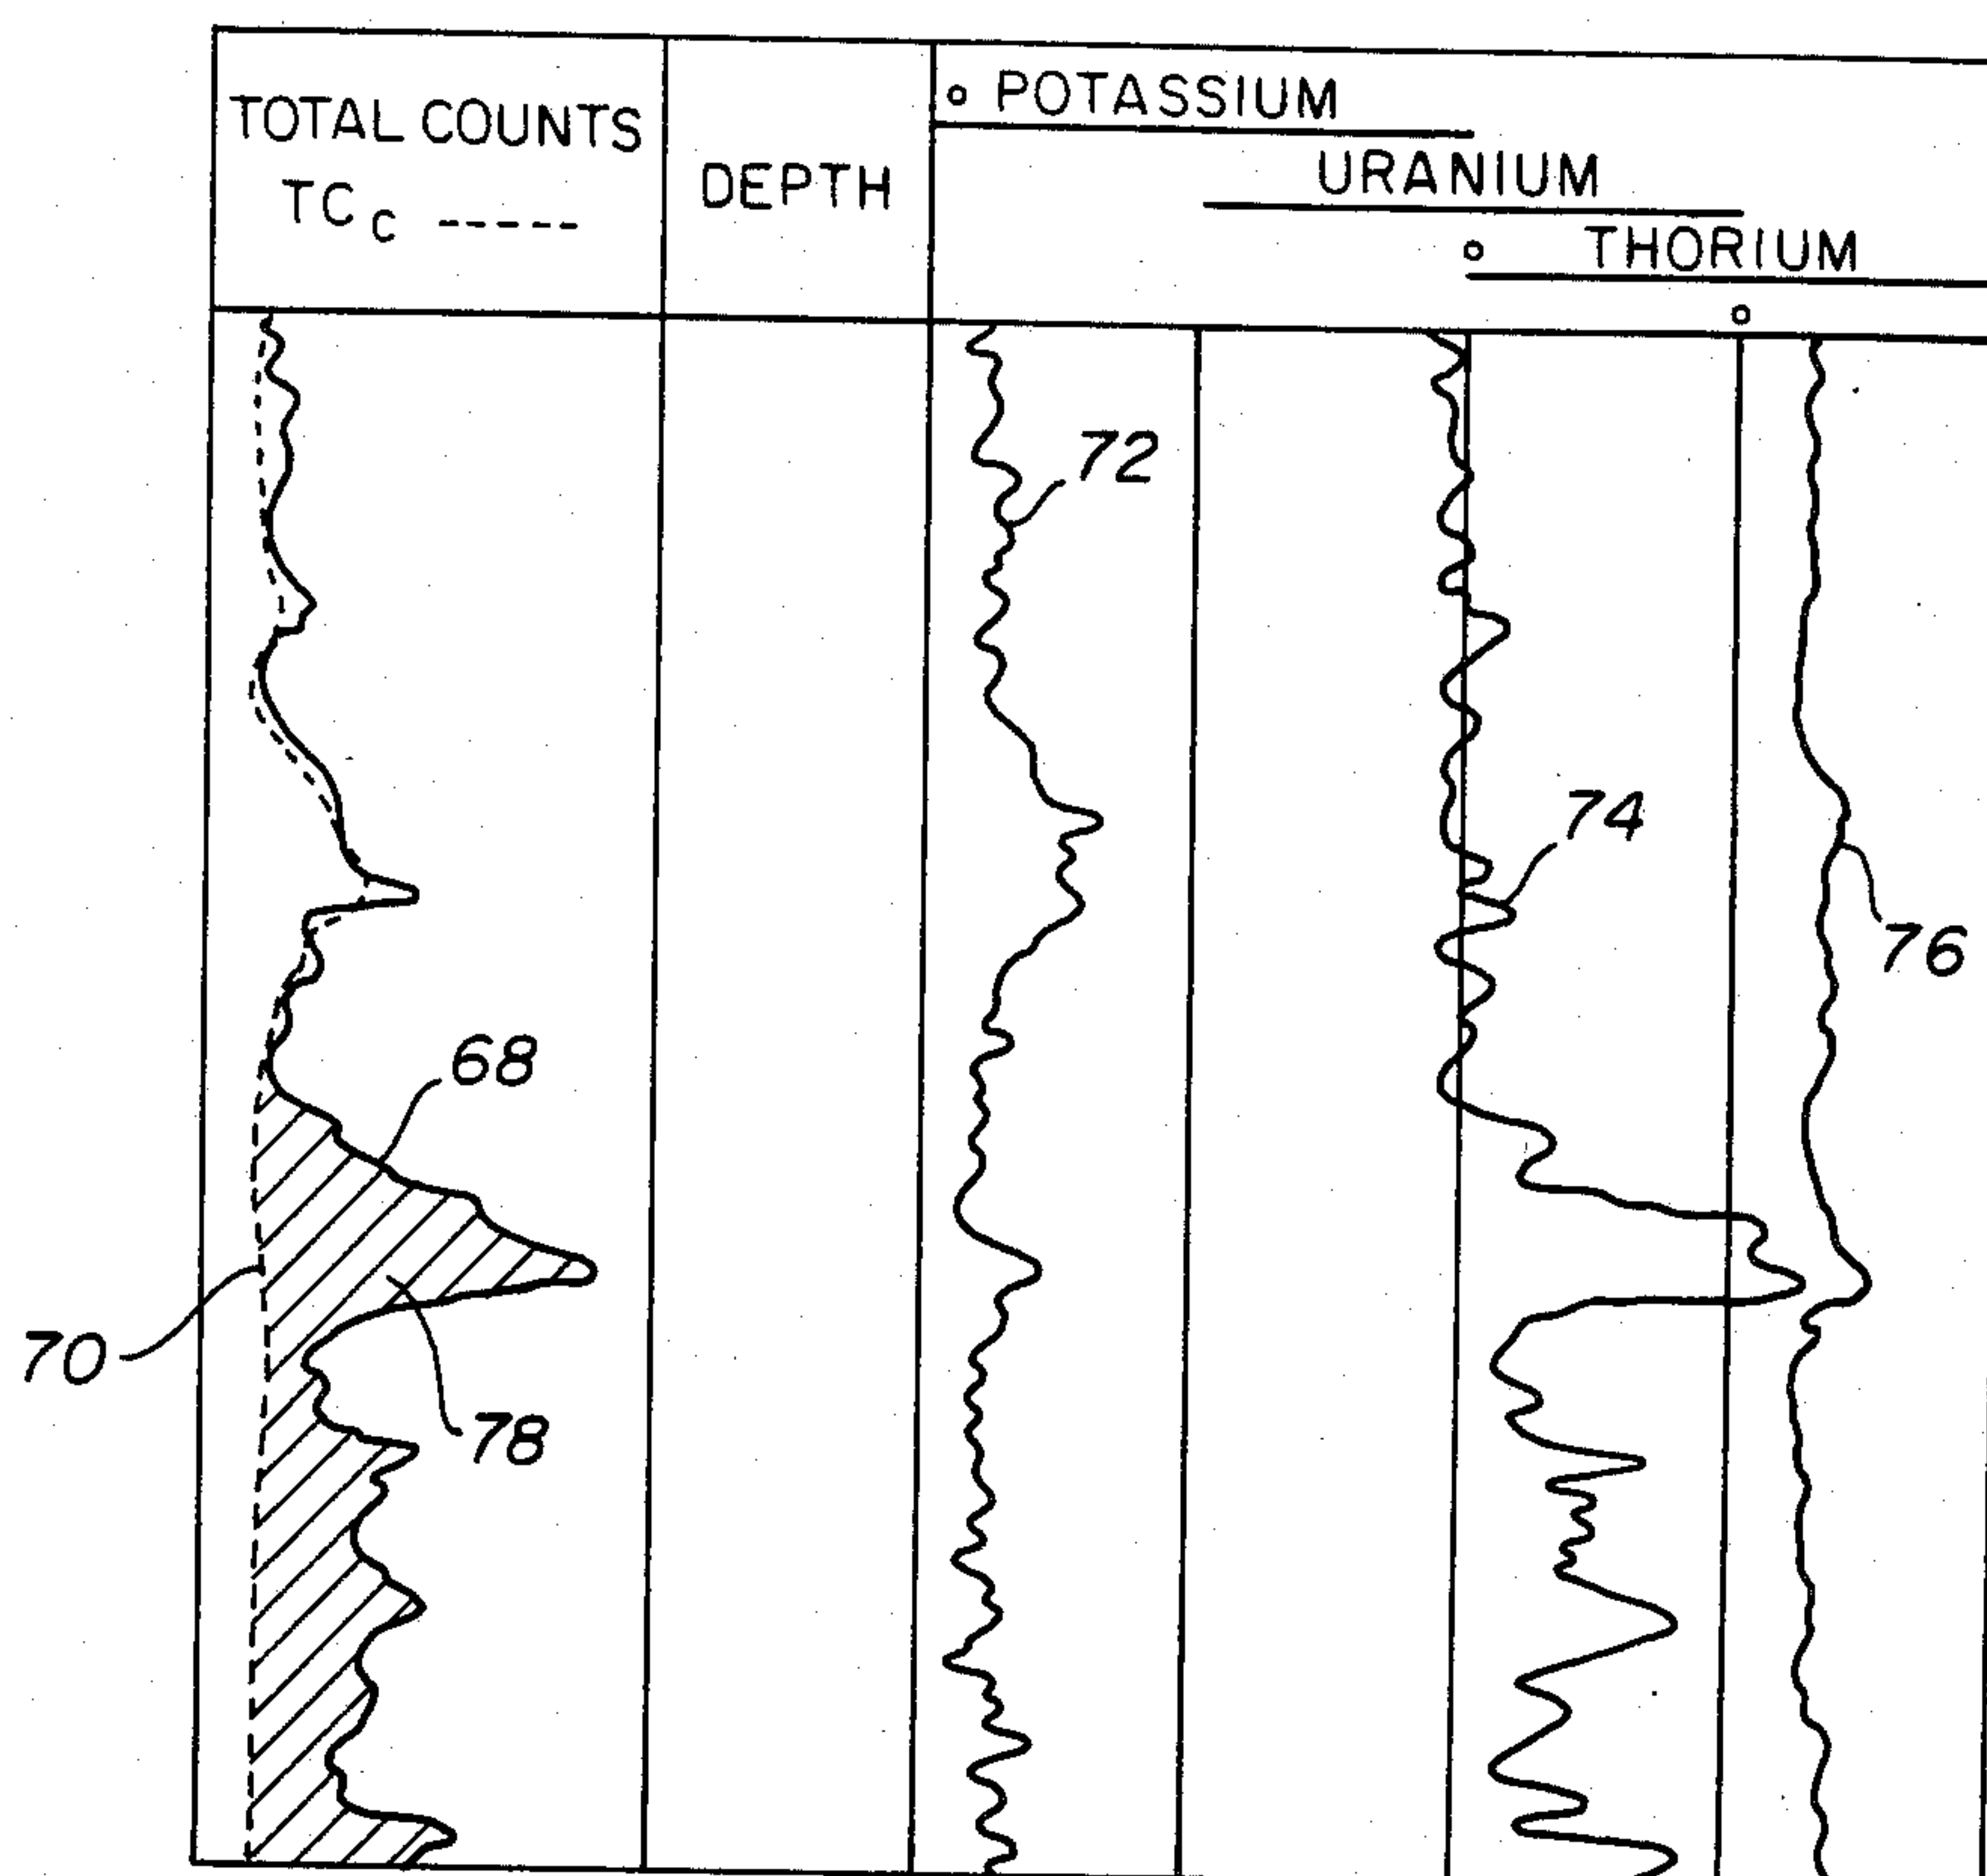 TOTAL COUNTS
TCc -----
DEPTH
o POTASSIUM
URANIUM
o THORIUM
o
72
74
76
68
70
78